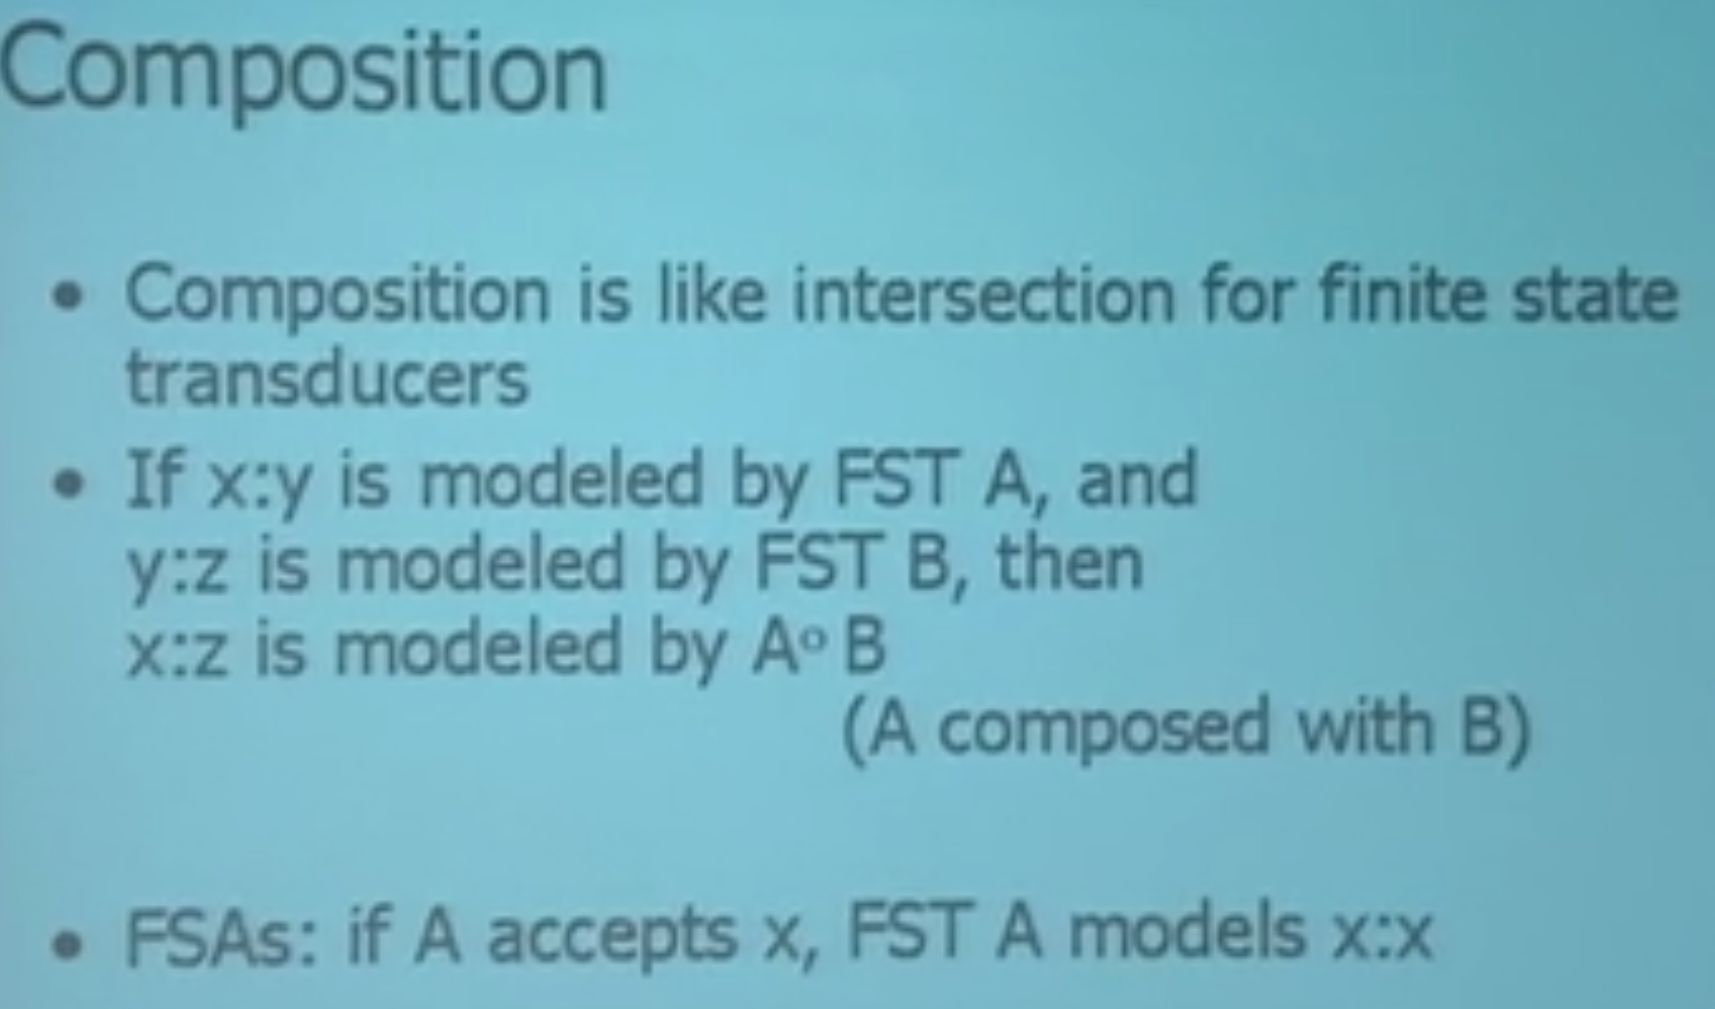 Composition
• Composition is like intersection for finite state
transducers
• If x:y is modeled by FST A, and
y:z is modeled by FST B, then
x:z is modeled by A∘B
(A composed with B)
• FSAs: if A accepts x, FST A models x:x